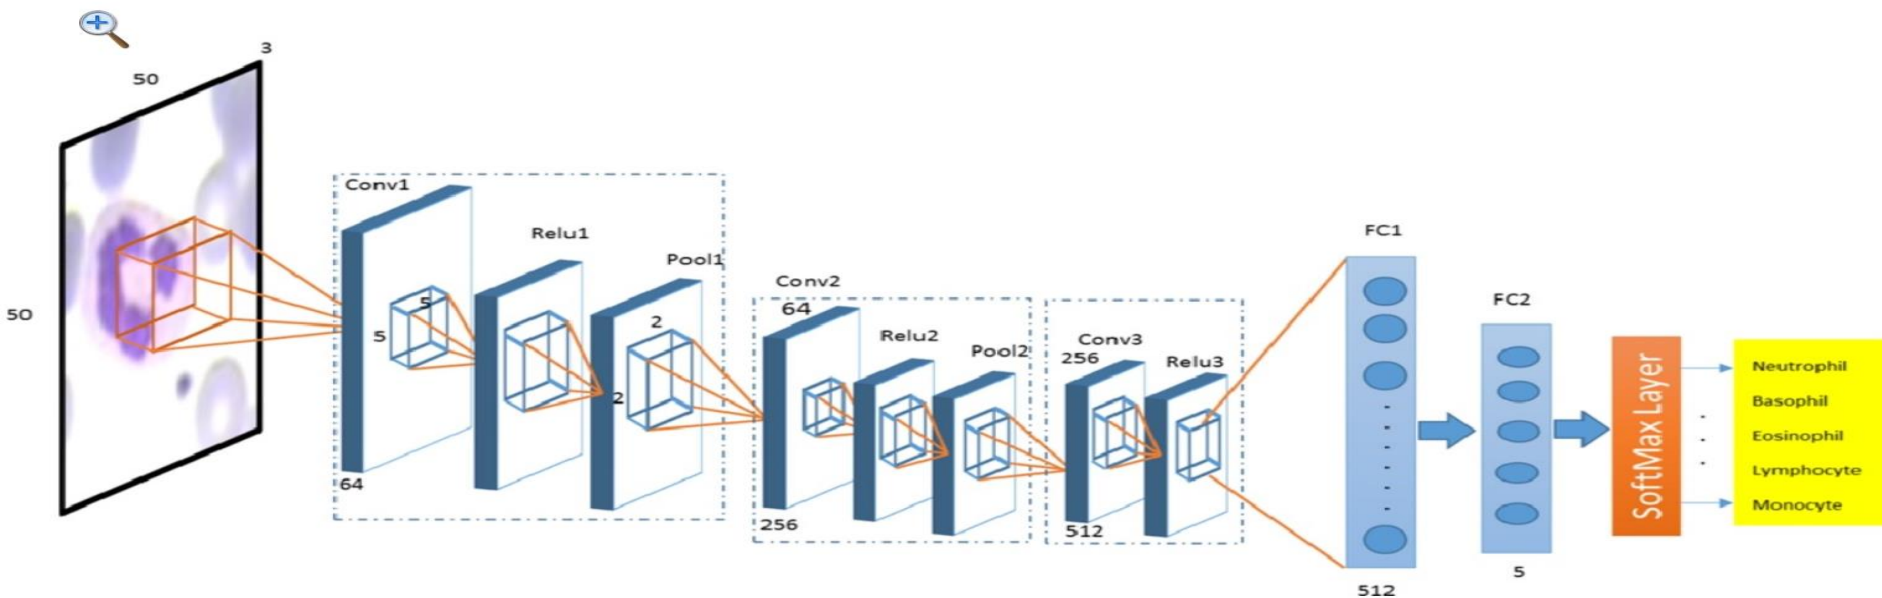 3
50
50
Conv1
5
5
64
Relu1
Pool1
2
2
Conv2
64
256
Relu2
Pool2
Conv3
256
512
Relu3
FC1
512
FC2
5
SoftMax Layer
Neutrophil
Basophil
Eosinophil
Lymphocyte
Monocyte